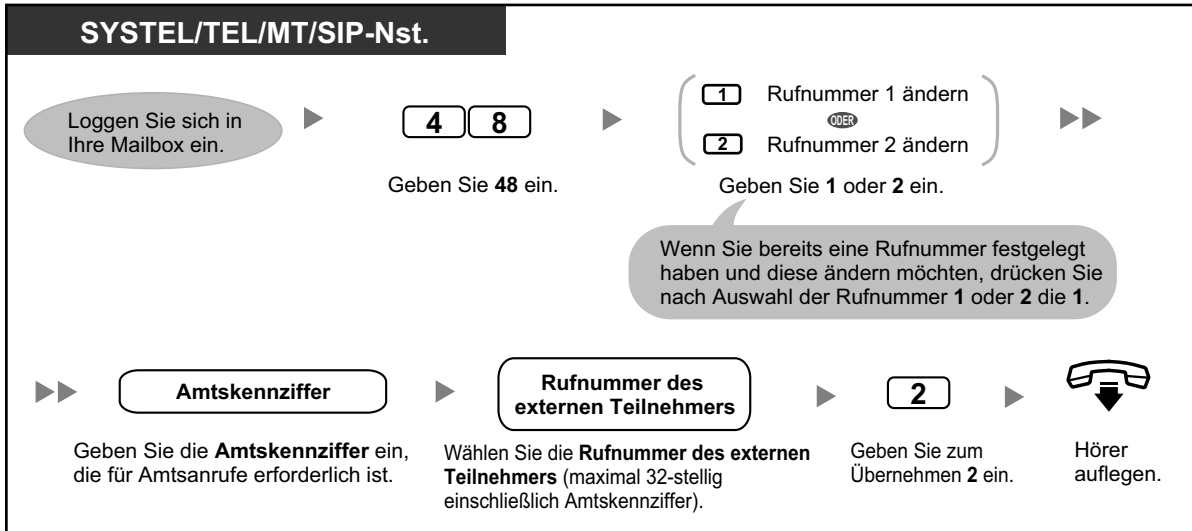 SYSTEL/TEL/MT/SIP-Nst.
Loggen Sie sich in
Ihre Mailbox ein.
4 8
Geben Sie 48 ein.
1 Rufnummer 1 ändern
ODER
2 Rufnummer 2 ändern
Geben Sie 1 oder 2 ein.
Wenn Sie bereits eine Rufnummer festgelegt
haben und diese ändern möchten, drücken Sie
nach Auswahl der Rufnummer 1 oder 2 die 1.
Amtskennziffer
Geben Sie die Amtskennziffer ein,
die für Amtsanrufe erforderlich ist.
Rufnummer des
externen Teilnehmers
Wählen Sie die Rufnummer des externen
Teilnehmers (maximal 32-stellig
einschließlich Amtskennziffer).
2
Geben Sie zum
Übernehmen 2 ein.
Hörer
auflegen.